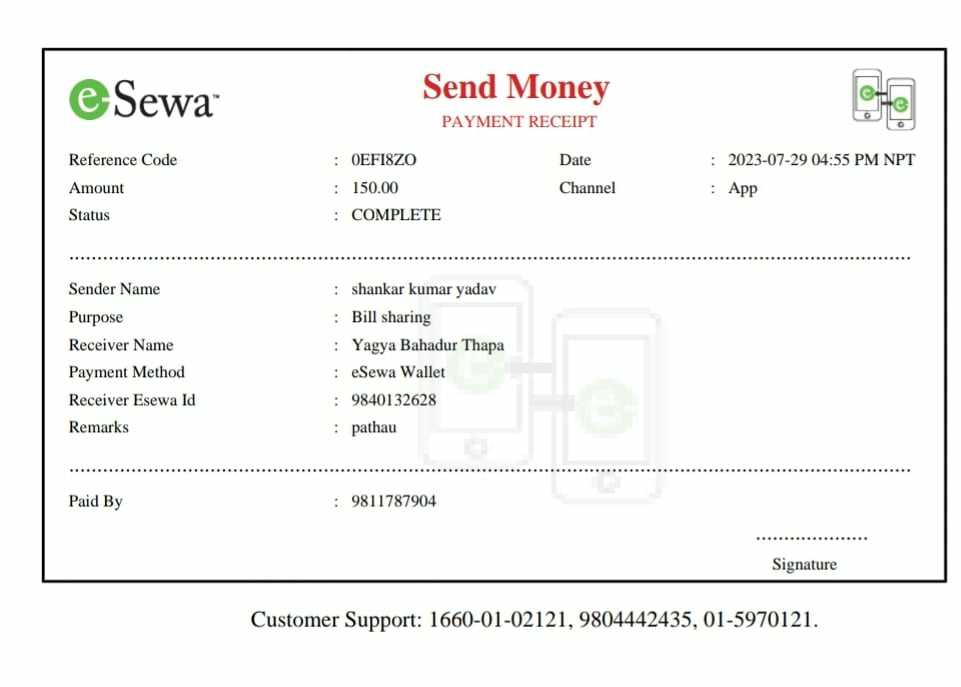 e-Sewa™
Send Money
PAYMENT RECEIPT
Reference Code : 0EFI8ZO Date : 2023-07-29 04:55 PM NPT
Amount : 150.00 Channel : App
Status : COMPLETE
Sender Name : shankar kumar yadav
Purpose : Bill sharing
Receiver Name : Yagya Bahadur Thapa
Payment Method : eSewa Wallet
Receiver Esewa Id : 9840132628
Remarks : pathau
Paid By : 9811787904
Signature
Customer Support: 1660-01-02121, 9804442435, 01-5970121.